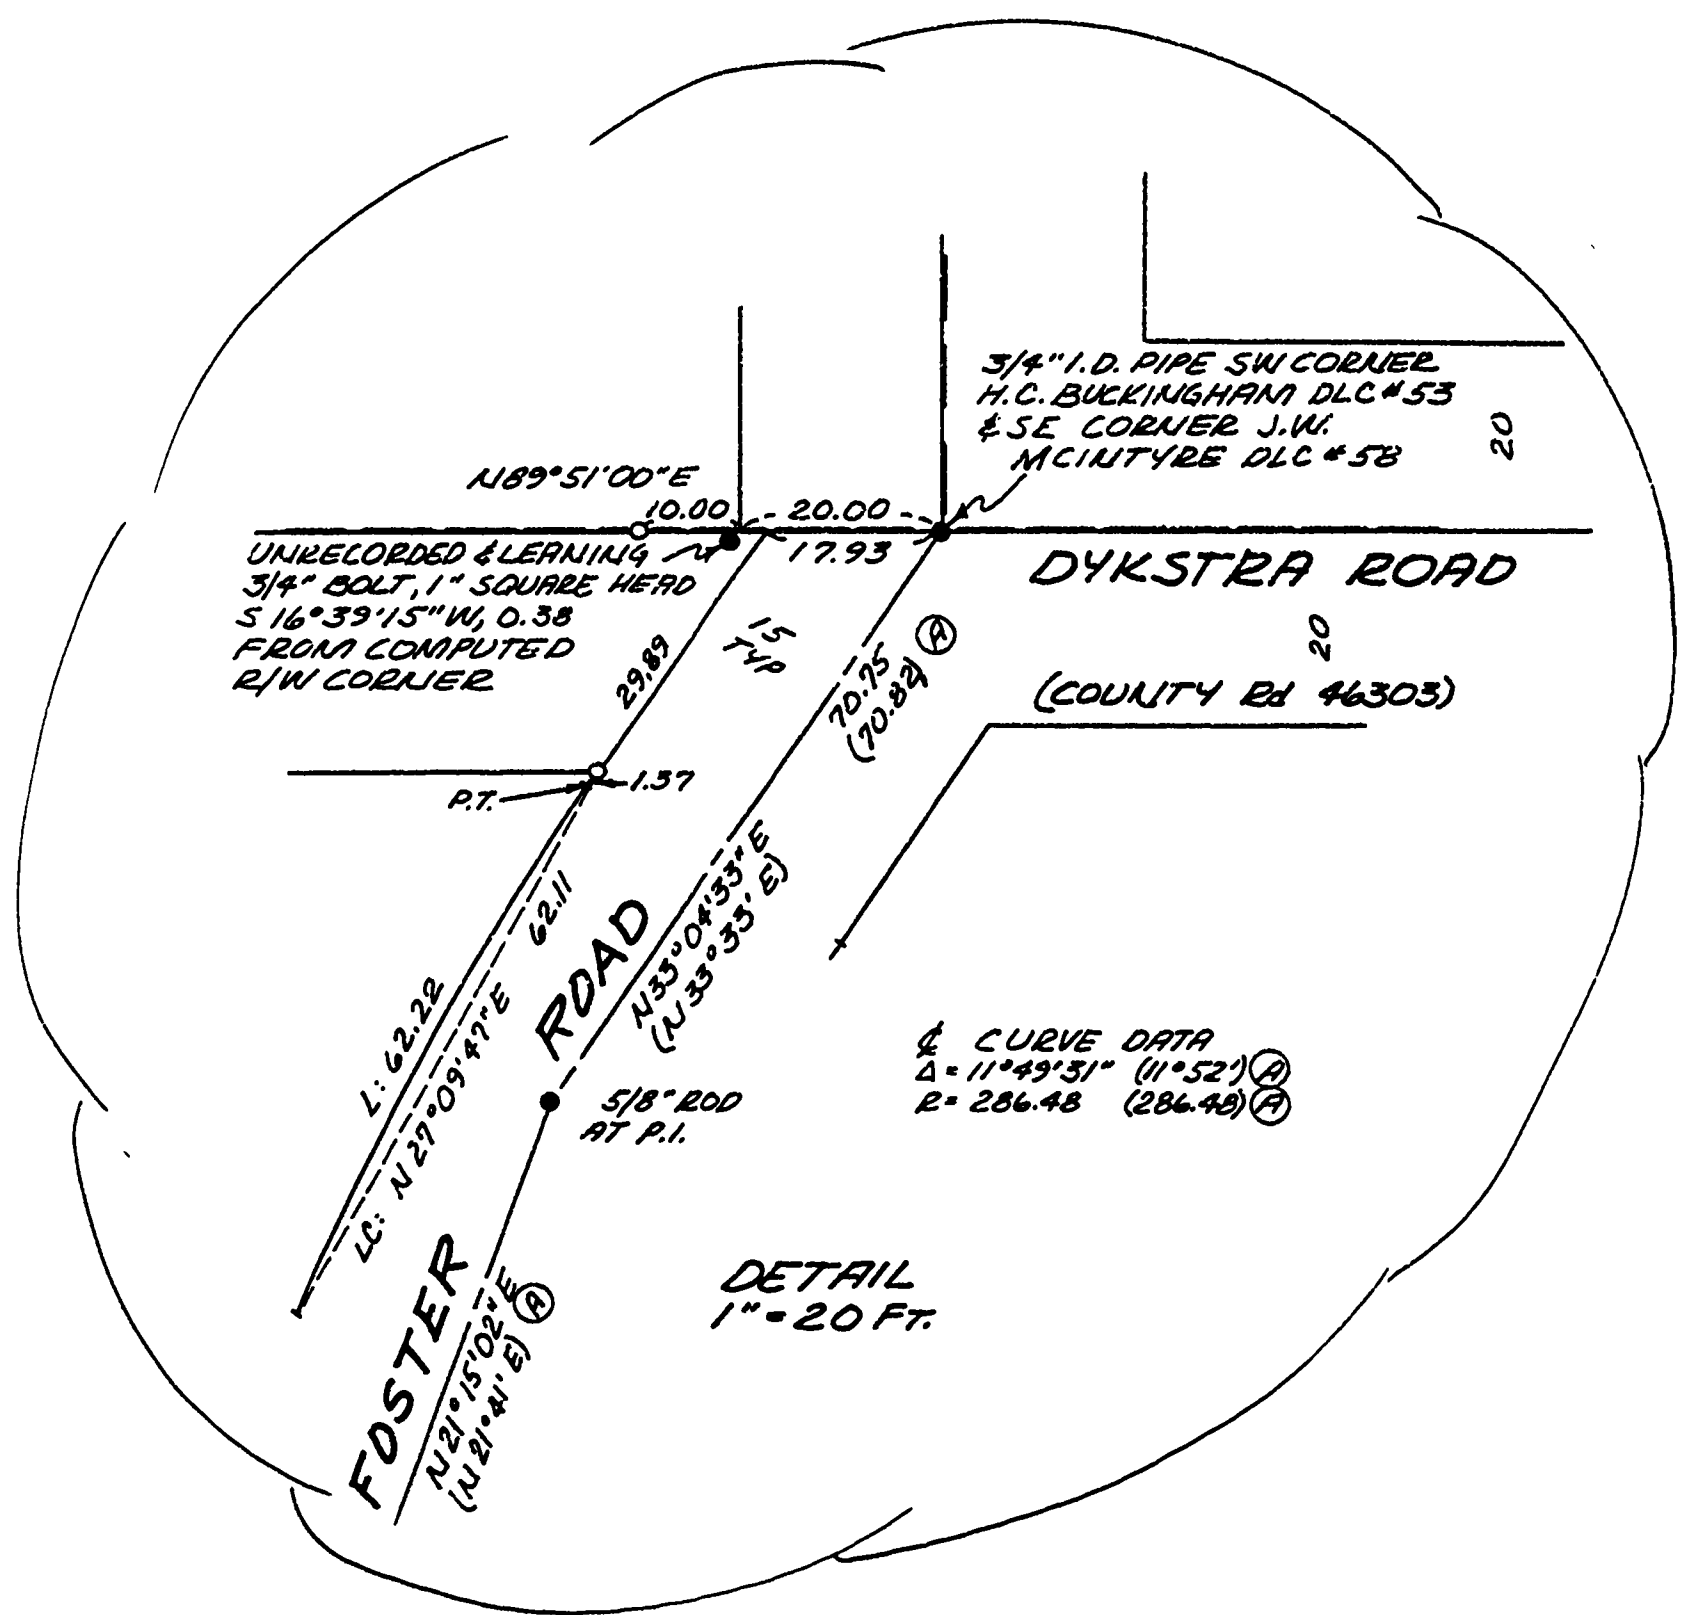 3/4" I.D. PIPE SW CORNER
H.C. BUCKINGHAM DLC #53
& SE CORNER J.W.
MCINTYRE DLC #58
20
N89°51'00"E
10.00
20.00
17.93
UNRECORDED & LEANING
3/4" BOLT, 1" SQUARE HEAD
S 16°39'15" W, 0.38
FROM COMPUTED
R/W CORNER
DYKSTRA ROAD
20
(COUNTY Rd 46303)
15
TYP
29.89
70.75 (A)
(70.82)
P.T.
1.37
62.11
L: 62.22
LC: N 27°09'47" E
N33°04'33" E
(N 33°33' E)
FOSTER ROAD
5/8" ROD
AT P.I.
℄ CURVE DATA
Δ = 11°49'31" (11°52') (A)
R = 286.48 (286.48) (A)
N 21°15'02" E (A)
(N 21°41' E)
DETAIL
1" = 20 FT.